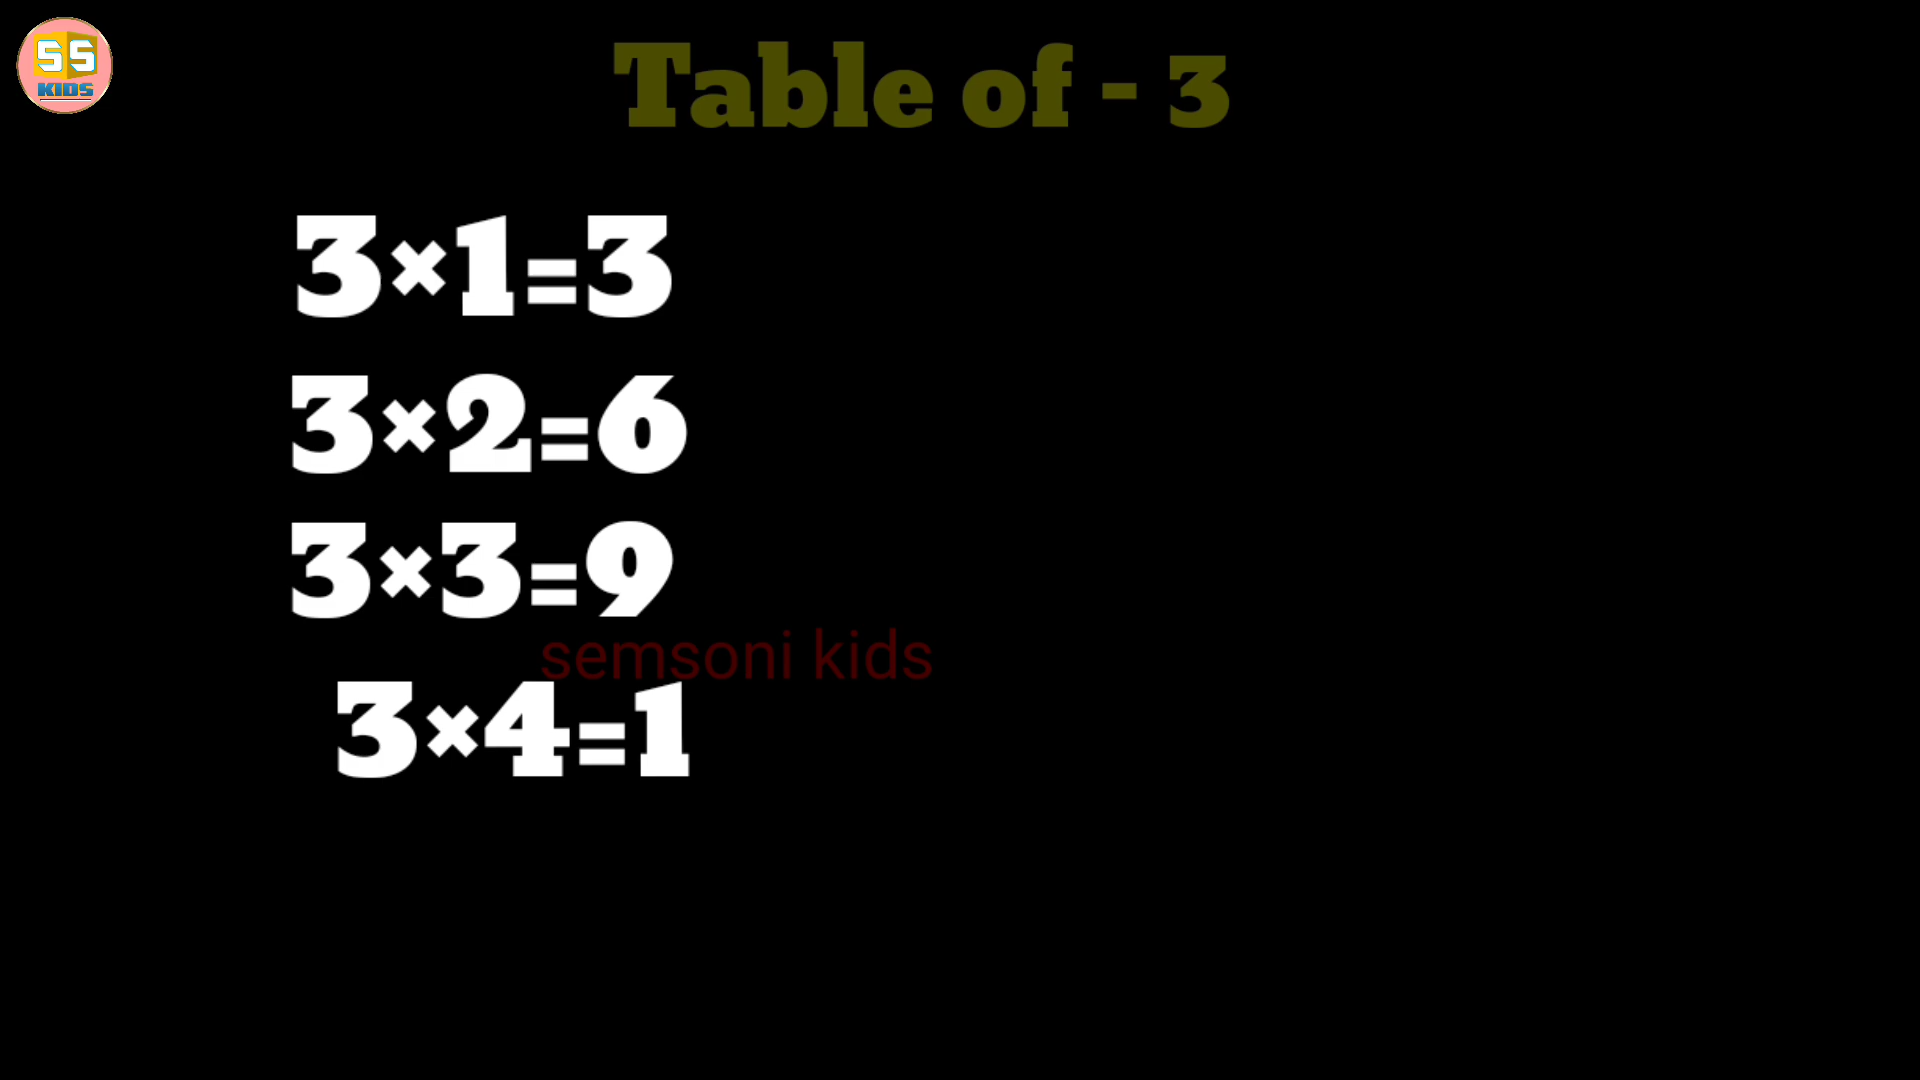 SS
KIDS
Table of - 3
3×1=3
3×2=6
3×3=9
semsoni kids
3×4=1